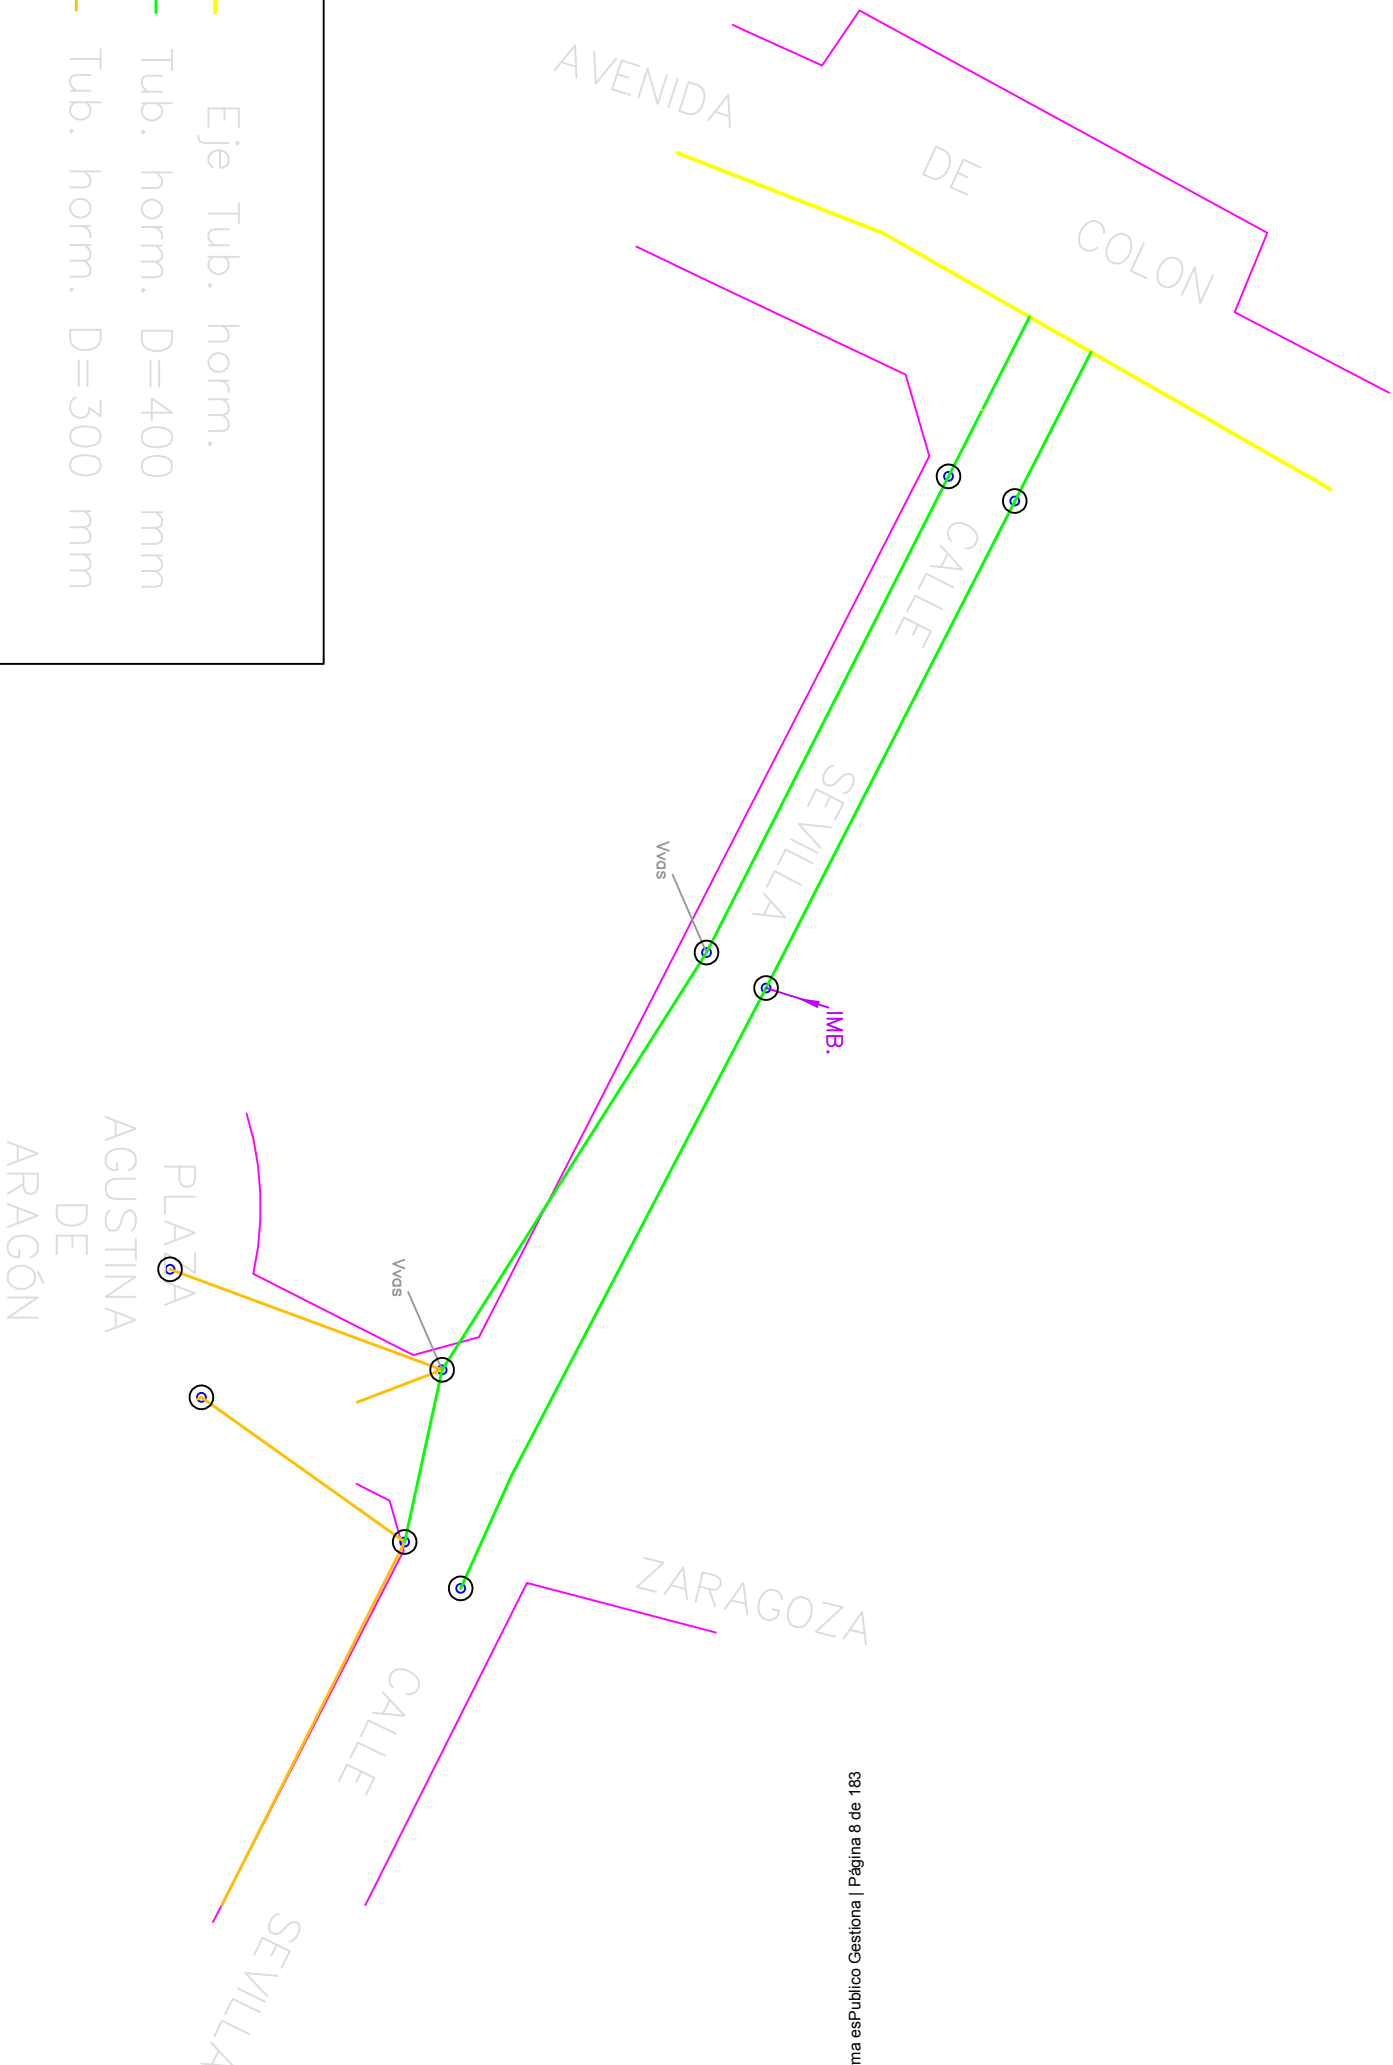 AVENIDA
DE
COLON
Eje Tub. horm.
Tub. horm. D=400 mm
Tub. horm. D=300 mm
CALLE
SEVILLA
Vvas
IMB.
PLAZA
AGUSTINA
DE
ARAGÓN
Vvas
ZARAGOZA
CALLE
SEVILLA
ma esPublico Gestiona | Página 8 de 183